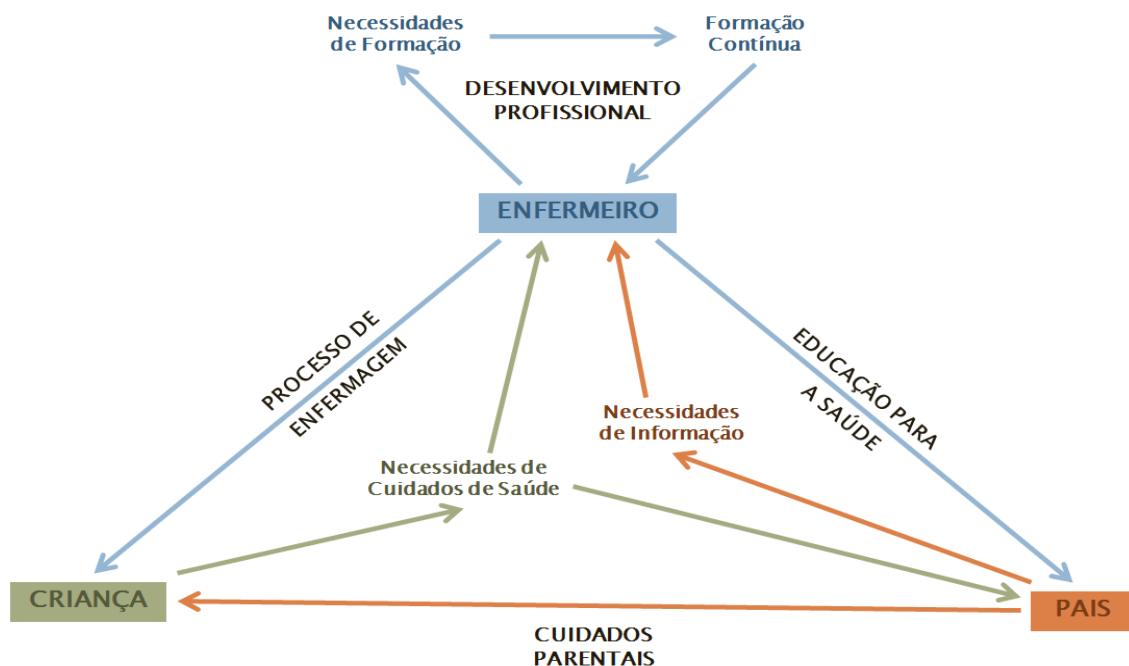 Necessidades
de Formação
Formação
Contínua
DESENVOLVIMENTO
PROFISSIONAL
ENFERMEIRO
PROCESSO DE
ENFERMAGEM
EDUCAÇÃO PARA
A SAÚDE
Necessidades
de Informação
Necessidades de
Cuidados de Saúde
CRIANÇA
PAIS
CUIDADOS
PARENTAIS